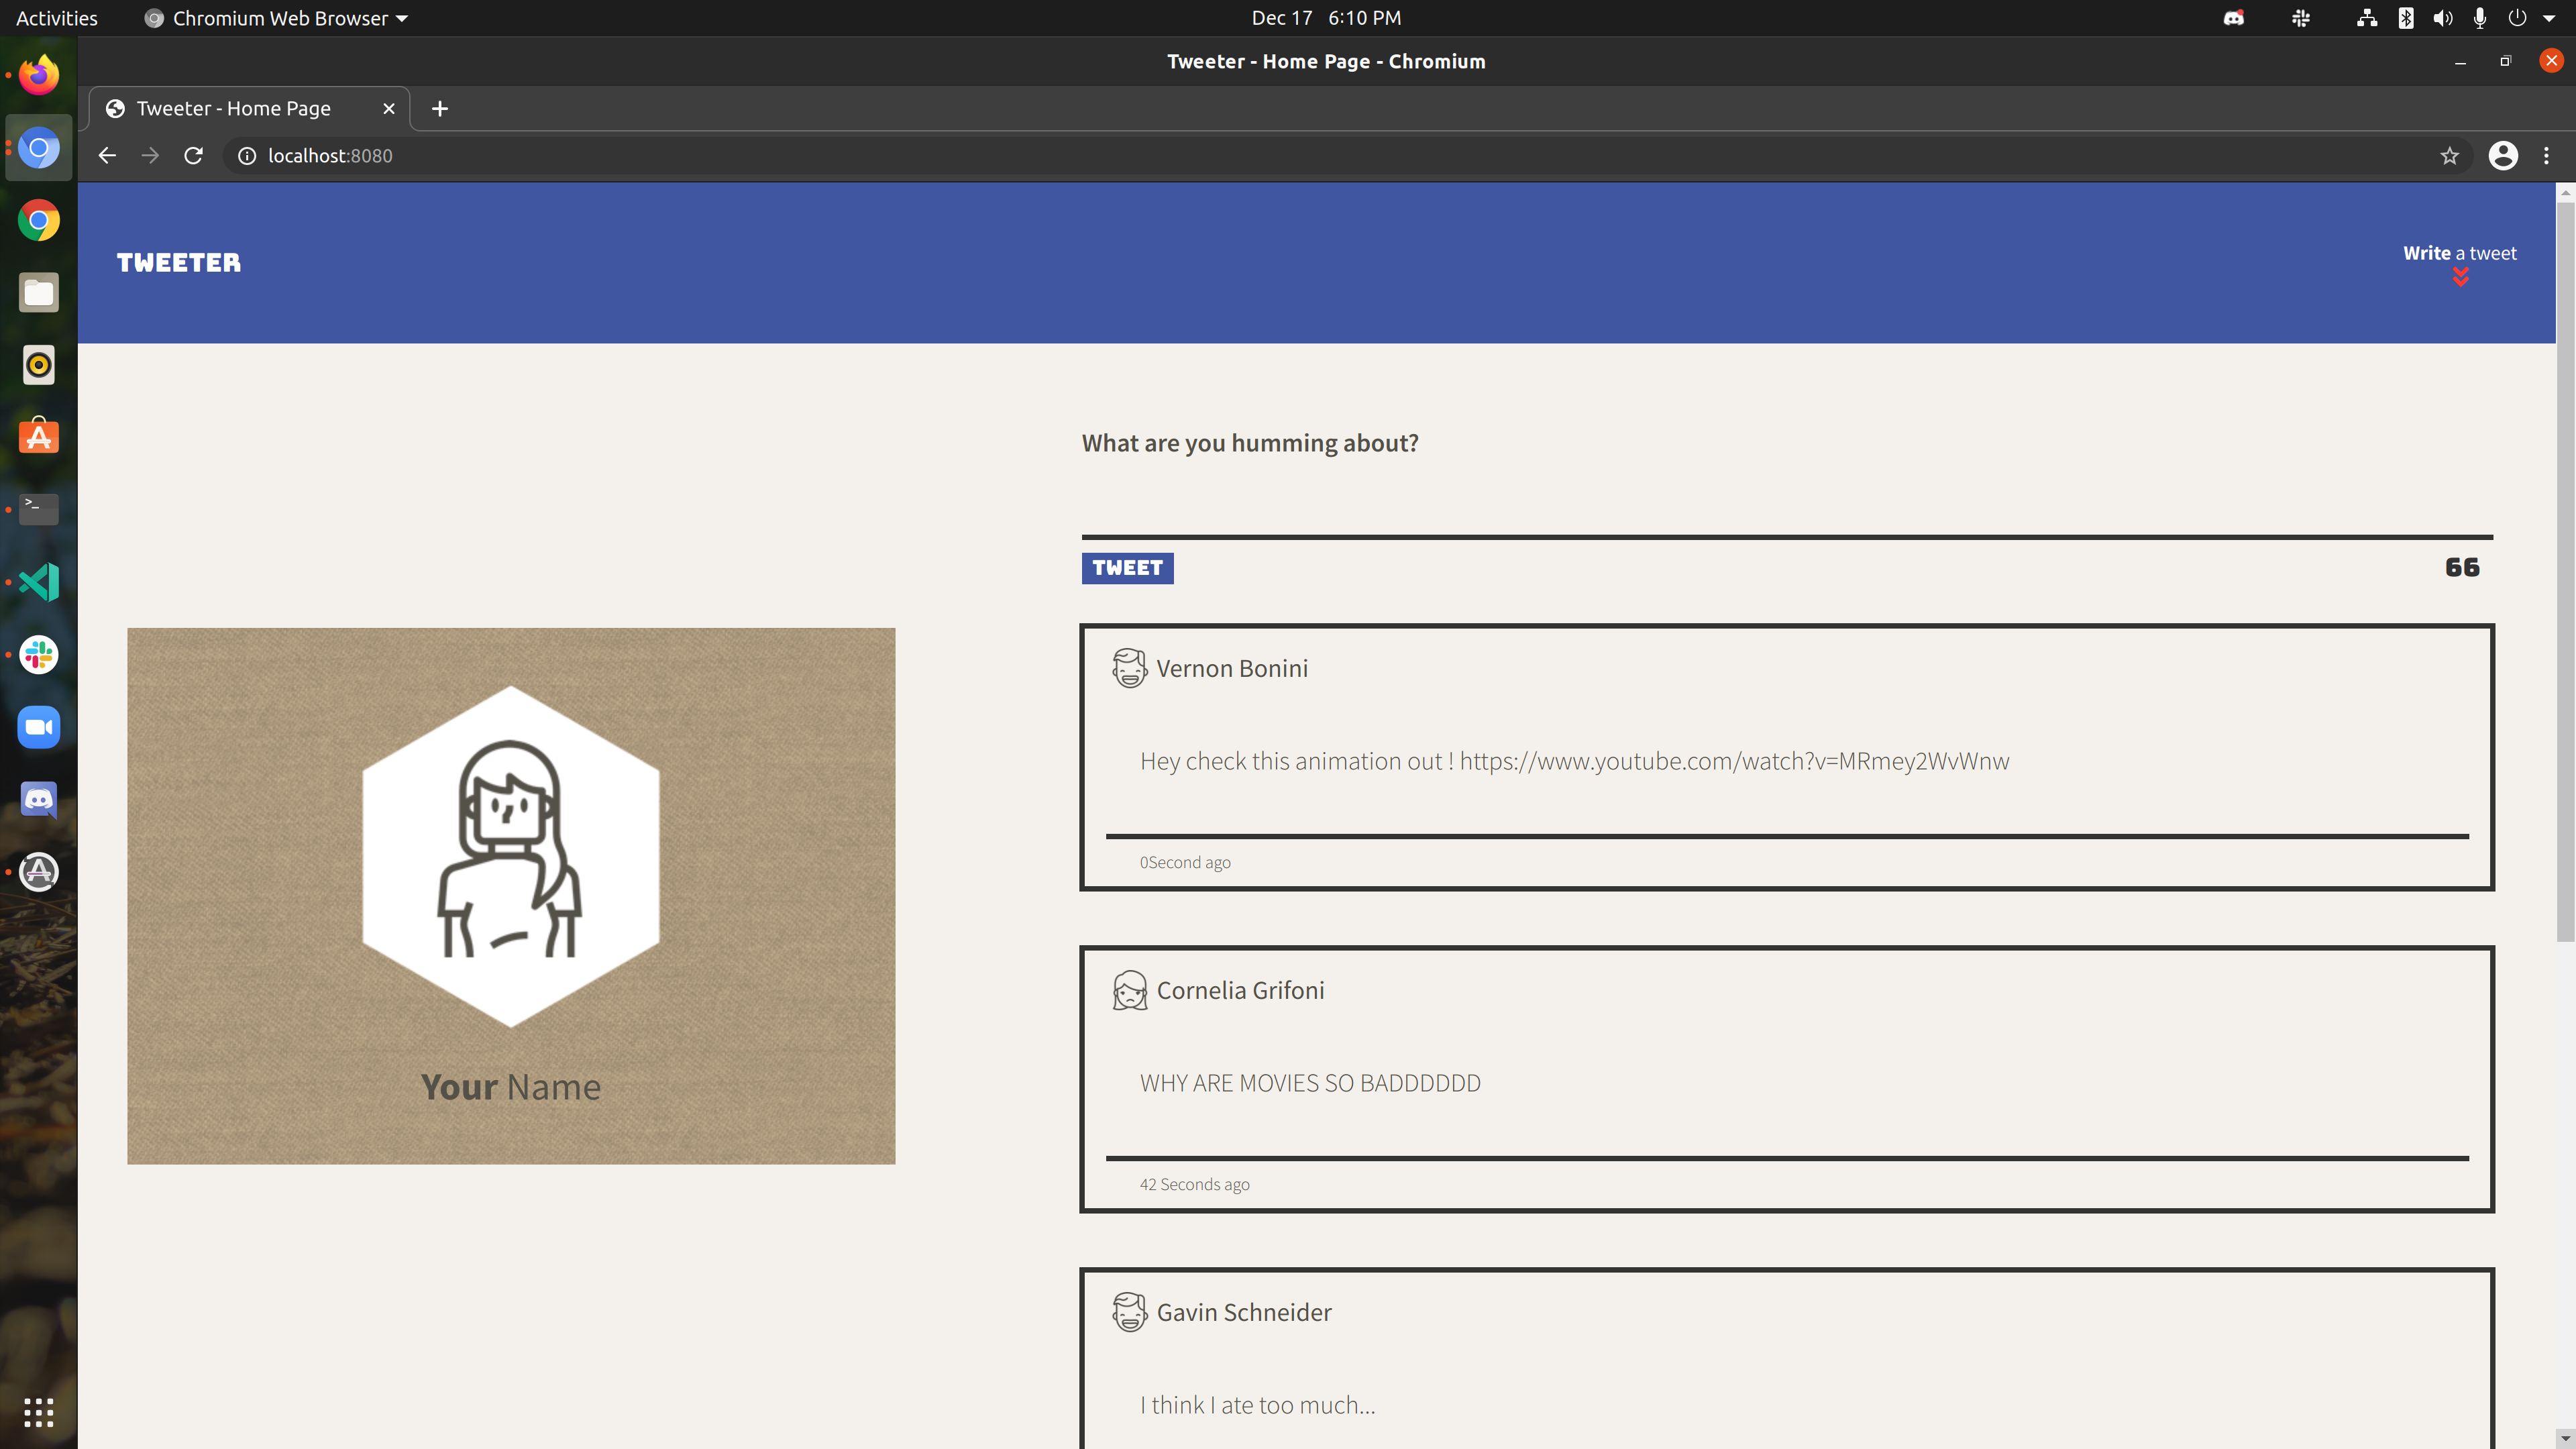 Activities
Chromium Web Browser
Dec 17 6:10 PM
Tweeter - Home Page - Chromium
Tweeter - Home Page
localhost:8080
TWEETER
Write a tweet
What are you humming about?
TWEET
66
Your Name
Vernon Bonini
Hey check this animation out ! https://www.youtube.com/watch?v=MRmey2WvWnw
0Second ago
Cornelia Grifoni
WHY ARE MOVIES SO BADDDDDD
42 Seconds ago
Gavin Schneider
I think I ate too much...